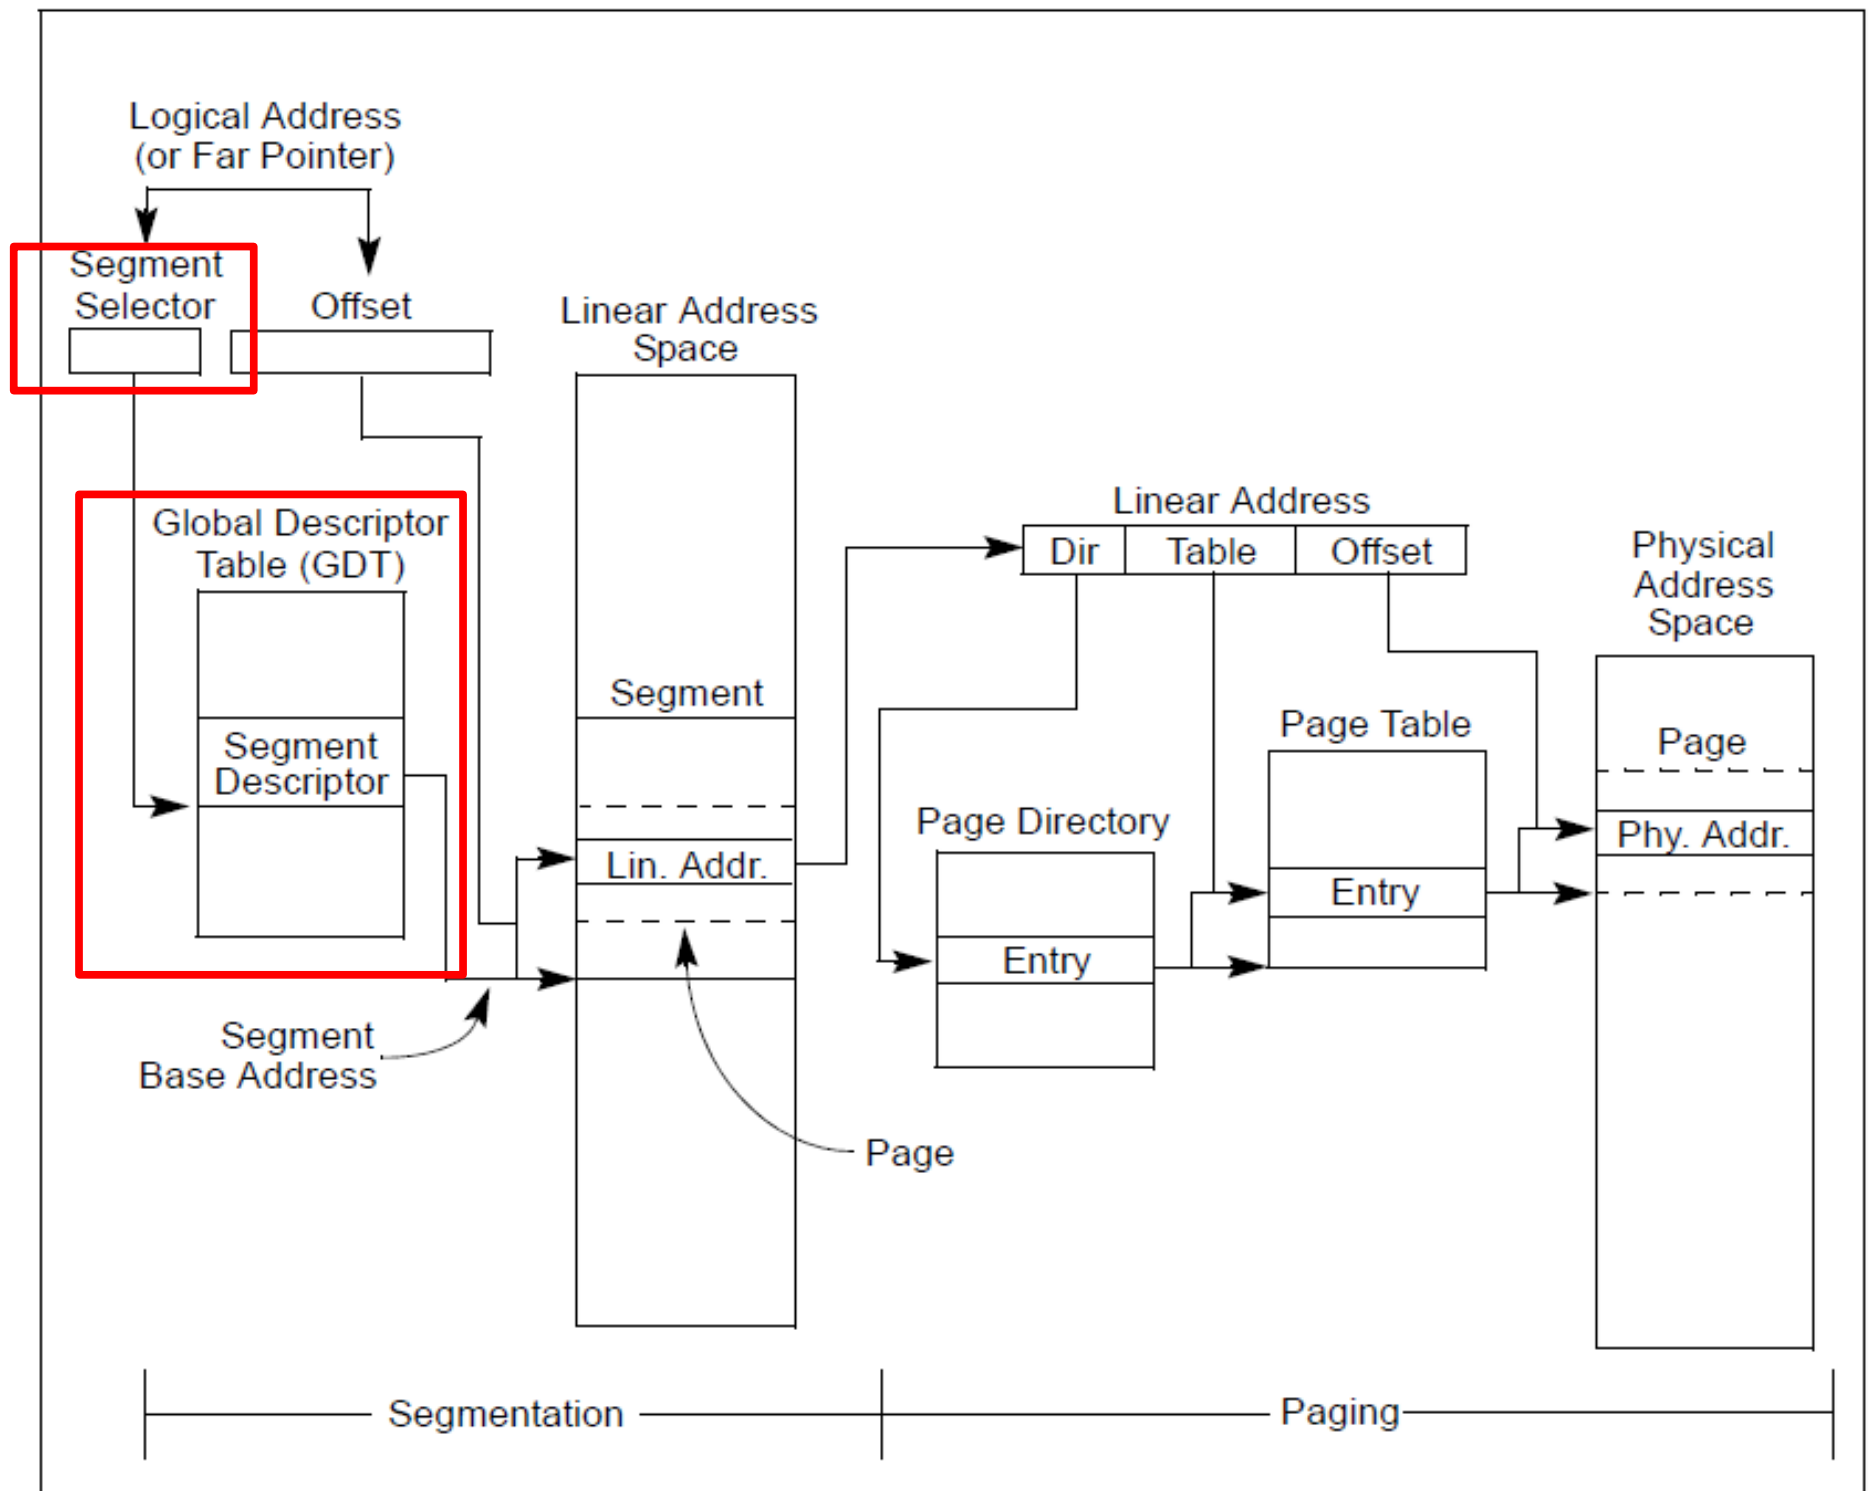 Logical Address
(or Far Pointer)
Segment
Selector
Offset
Linear Address
Space
Global Descriptor
Table (GDT)
Segment
Descriptor
Segment
Lin. Addr.
Segment
Base Address
Page
Linear Address
Dir
Table
Offset
Page Directory
Entry
Page Table
Entry
Physical
Address
Space
Page
Phy. Addr.
Segmentation
Paging